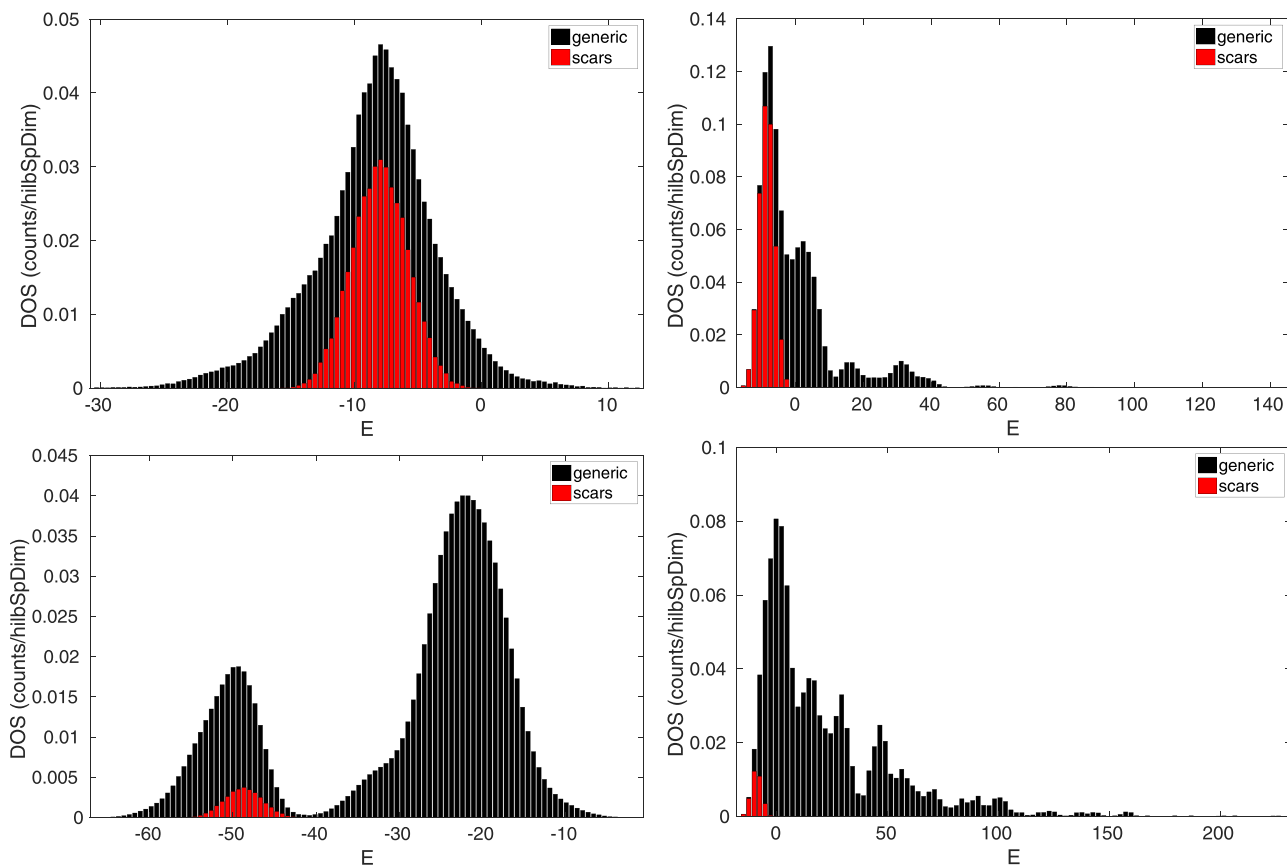 0.05
0.04
0.03
0.02
0.01
0
-30 -20 -10 0 10
E
DOS (counts/hilbSpDim)
generic
scars
0.14
0.12
0.1
0.08
0.06
0.04
0.02
0
0 20 40 60 80 100 120 140
E
DOS (counts/hilbSpDim)
generic
scars
0.045
0.04
0.035
0.03
0.025
0.02
0.015
0.01
0.005
0
-60 -50 -40 -30 -20 -10
E
DOS (counts/hilbSpDim)
generic
scars
0.1
0.08
0.06
0.04
0.02
0
0 50 100 150 200
E
DOS (counts/hilbSpDim)
generic
scars